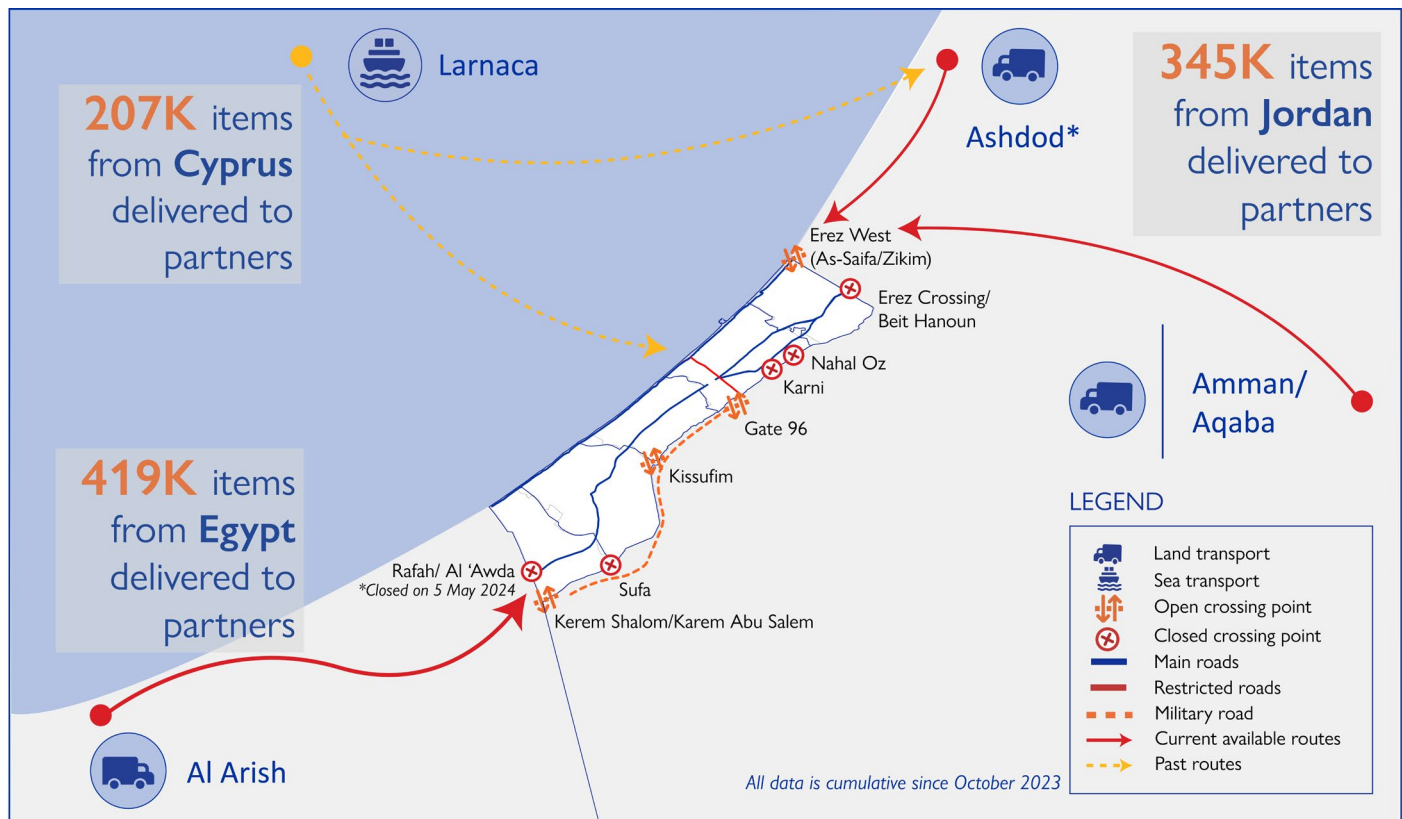 Larnaca
207K items
from Cyprus
delivered to
partners
Ashdod*
345K items
from Jordan
delivered to
partners
Erez West
(As-Saifa/Zikim)
Erez Crossing/
Beit Hanoun
Nahal Oz
Karni
Gate 96
Kissufim
Amman/
Aqaba
419K items
from Egypt
delivered to
partners
Rafah/ Al ‘Awda
*Closed on 5 May 2024
Sufa
Kerem Shalom/Karem Abu Salem
Al Arish
LEGEND
Land transport
Sea transport
Open crossing point
Closed crossing point
Main roads
Restricted roads
Military road
Current available routes
Past routes
All data is cumulative since October 2023